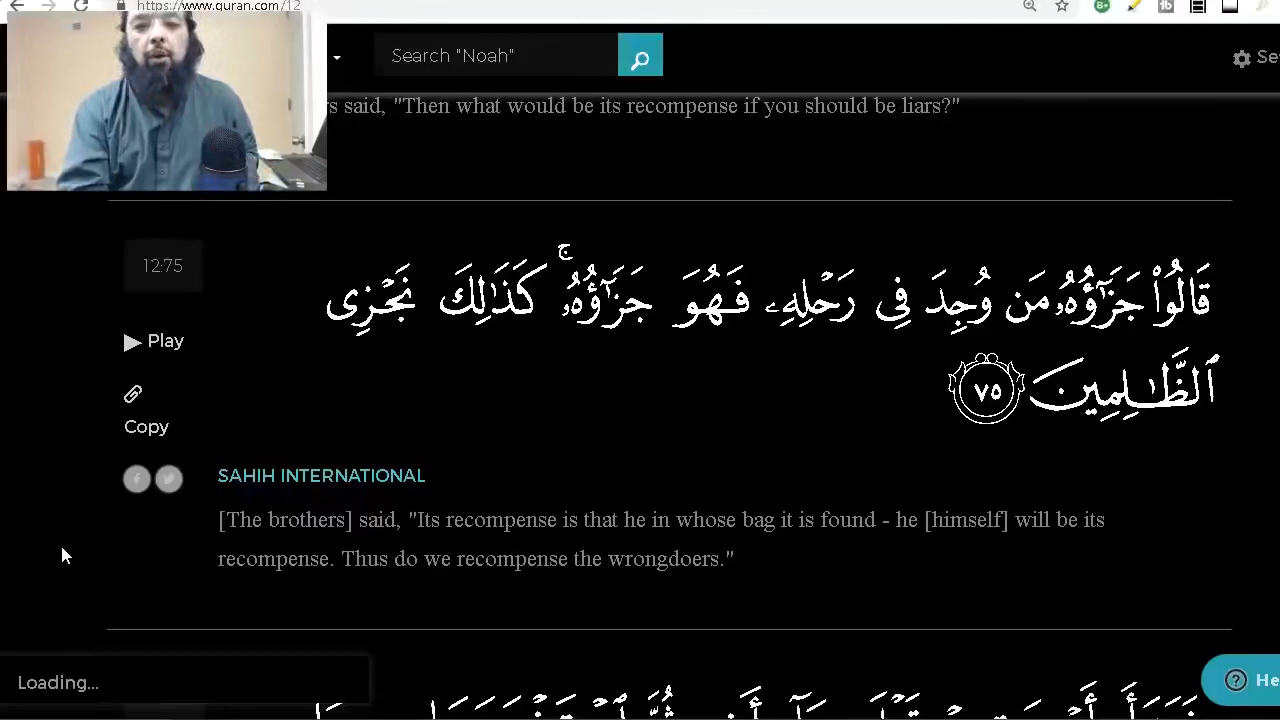 https://www.quran.com/12
Search "Noah"
Se
rs said, "Then what would be its recompense if you should be liars?"
12:75
قَالُوا۟ جَزَٰٓؤُهُۥ مَن وُجِدَ فِى رَحْلِهِۦ فَهُوَ جَزَٰٓؤُهُۥ ۚ كَذَٰلِكَ نَجْزِى
ٱلظَّـٰلِمِينَ ٧٥
Play
Copy
SAHIH INTERNATIONAL
[The brothers] said, "Its recompense is that he in whose bag it is found - he [himself] will be its
recompense. Thus do we recompense the wrongdoers."
Loading...
He